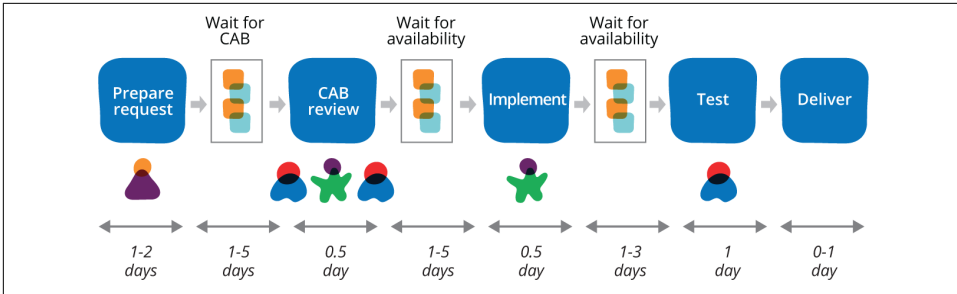 Wait for
CAB
Wait for
availability
Wait for
availability
Prepare
request
CAB
review
Implement
Test
Deliver
1-2
days
1-5
days
0.5
day
1-5
days
0.5
day
1-3
days
1
day
0-1
day